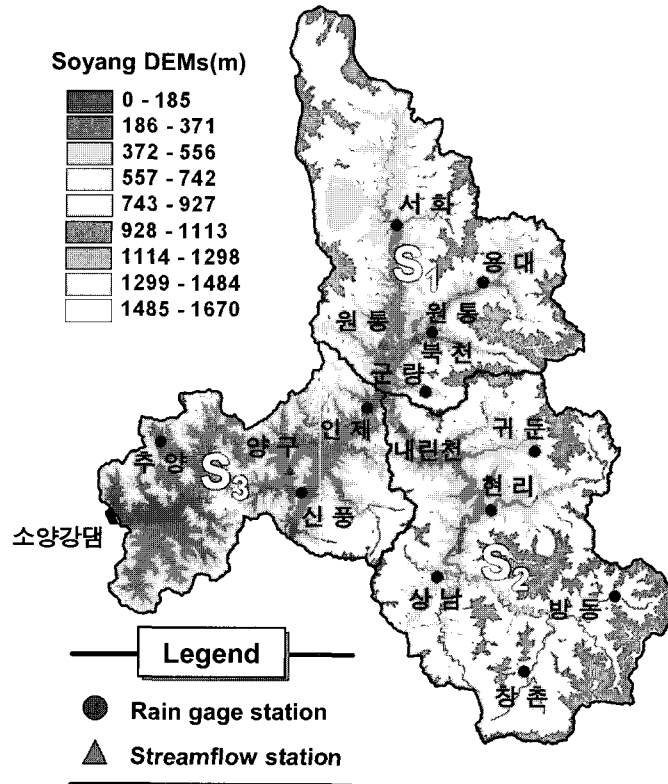 Soyang DEMs(m)
0 - 185
186 - 371
372 - 556
557 - 742
743 - 927
928 - 1113
1114 - 1298
1299 - 1484
1485 - 1670
서화
S1
용대
원통
원통
북천
군량
인제
내린천
귀둔
양구
추양
S3
현리
신풍
소양강댐
S2
상남
방동
창촌
Legend
Rain gage station
Streamflow station